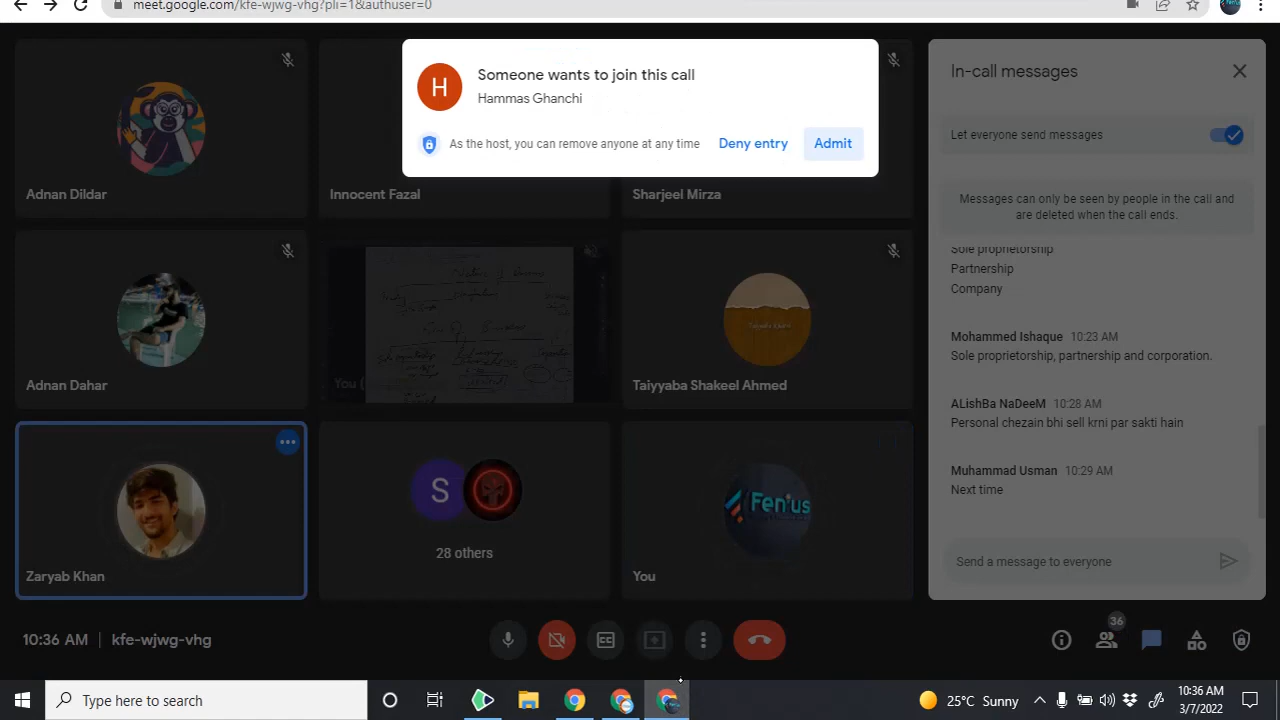 meet.google.com/kfe-wjwg-vhg?pli=1&authuser=0
Someone wants to join this call
H
Hammas Ghanchi
As the host, you can remove anyone at any time
Deny entry
Admit
Adnan Dildar
Innocent Fazal
Sharjeel Mirza
Adnan Dahar
You (
Taiyyaba Shakeel Ahmed
Zaryab Khan
S
28 others
Fenius
You
In-call messages
Let everyone send messages
Messages can only be seen by people in the call and
are deleted when the call ends.
Sole proprietorship
Partnership
Company
Mohammed Ishaque 10:23 AM
Sole proprietorship, partnership and corporation.
ALishBa NaDeeM 10:28 AM
Personal chezain bhi sell krni par sakti hain
Muhammad Usman 10:29 AM
Next time
Send a message to everyone
10:36 AM | kfe-wjwg-vhg
36
Type here to search
25°C Sunny
10:36 AM
3/7/2022